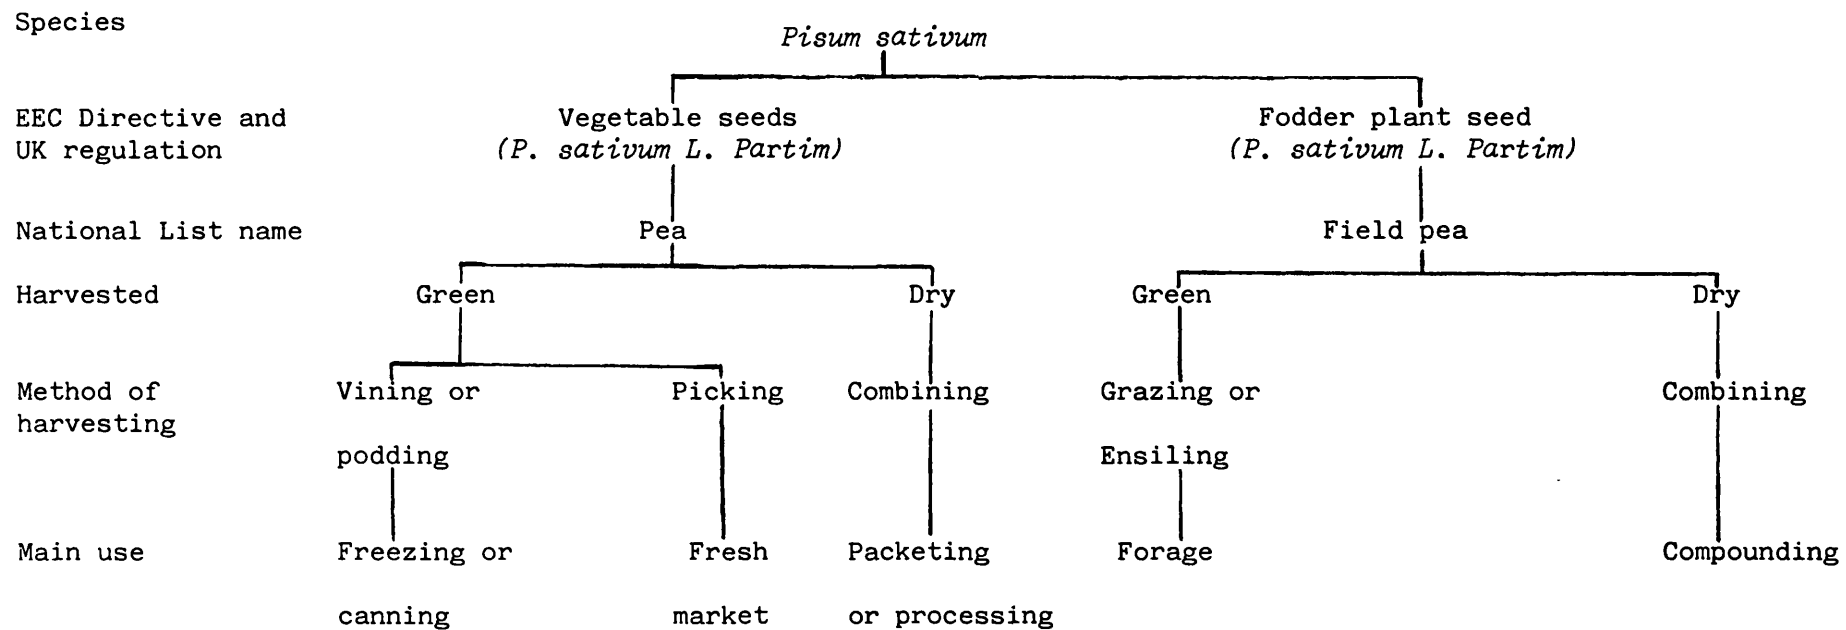 Species
Pisum sativum
EEC Directive and Vegetable seeds Fodder plant seed
UK regulation (P. sativum L. Partim) (P. sativum L. Partim)
National List name Pea Field pea
Harvested Green Dry Green Dry
Method of Vining or Picking Combining Grazing or Combining
harvesting
podding Ensiling
Main use Freezing or Fresh Packeting Forage Compounding
canning market or processing